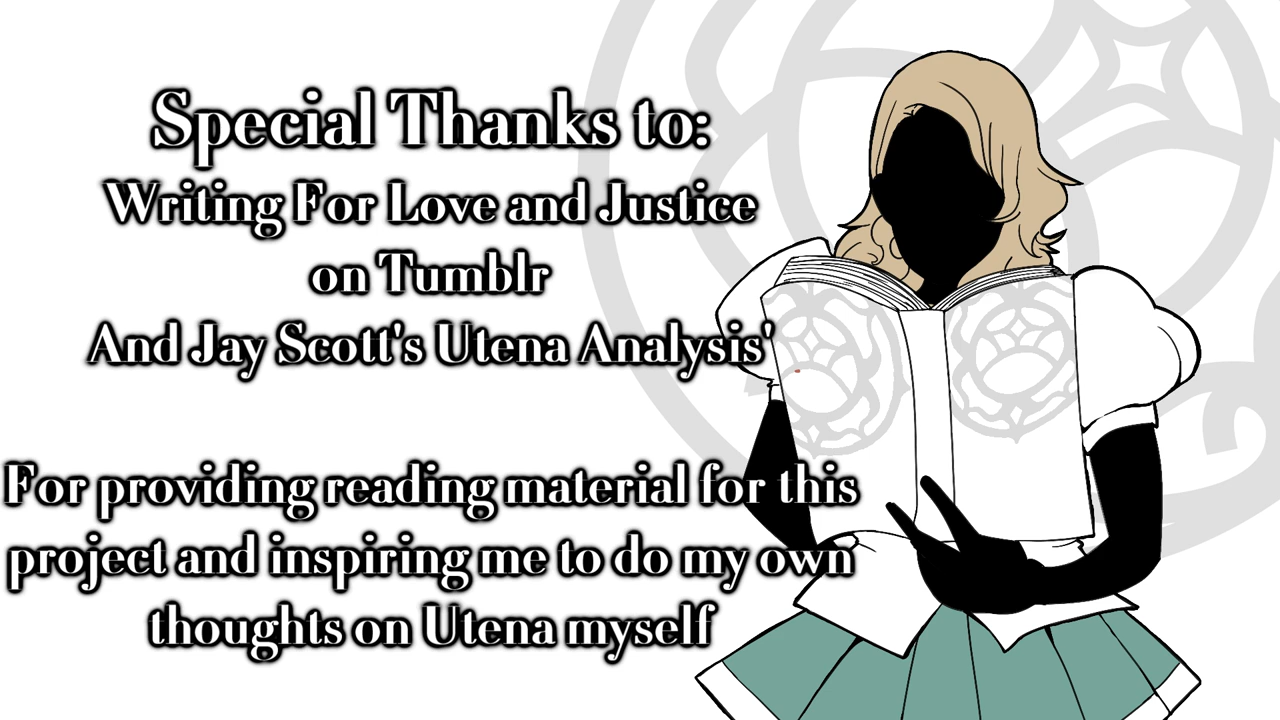 Special Thanks to:
Writing For Love and Justice
on Tumblr
And Jay Scott's Utena Analysis'
For providing reading material for this
project and inspiring me to do my own
thoughts on Utena myself